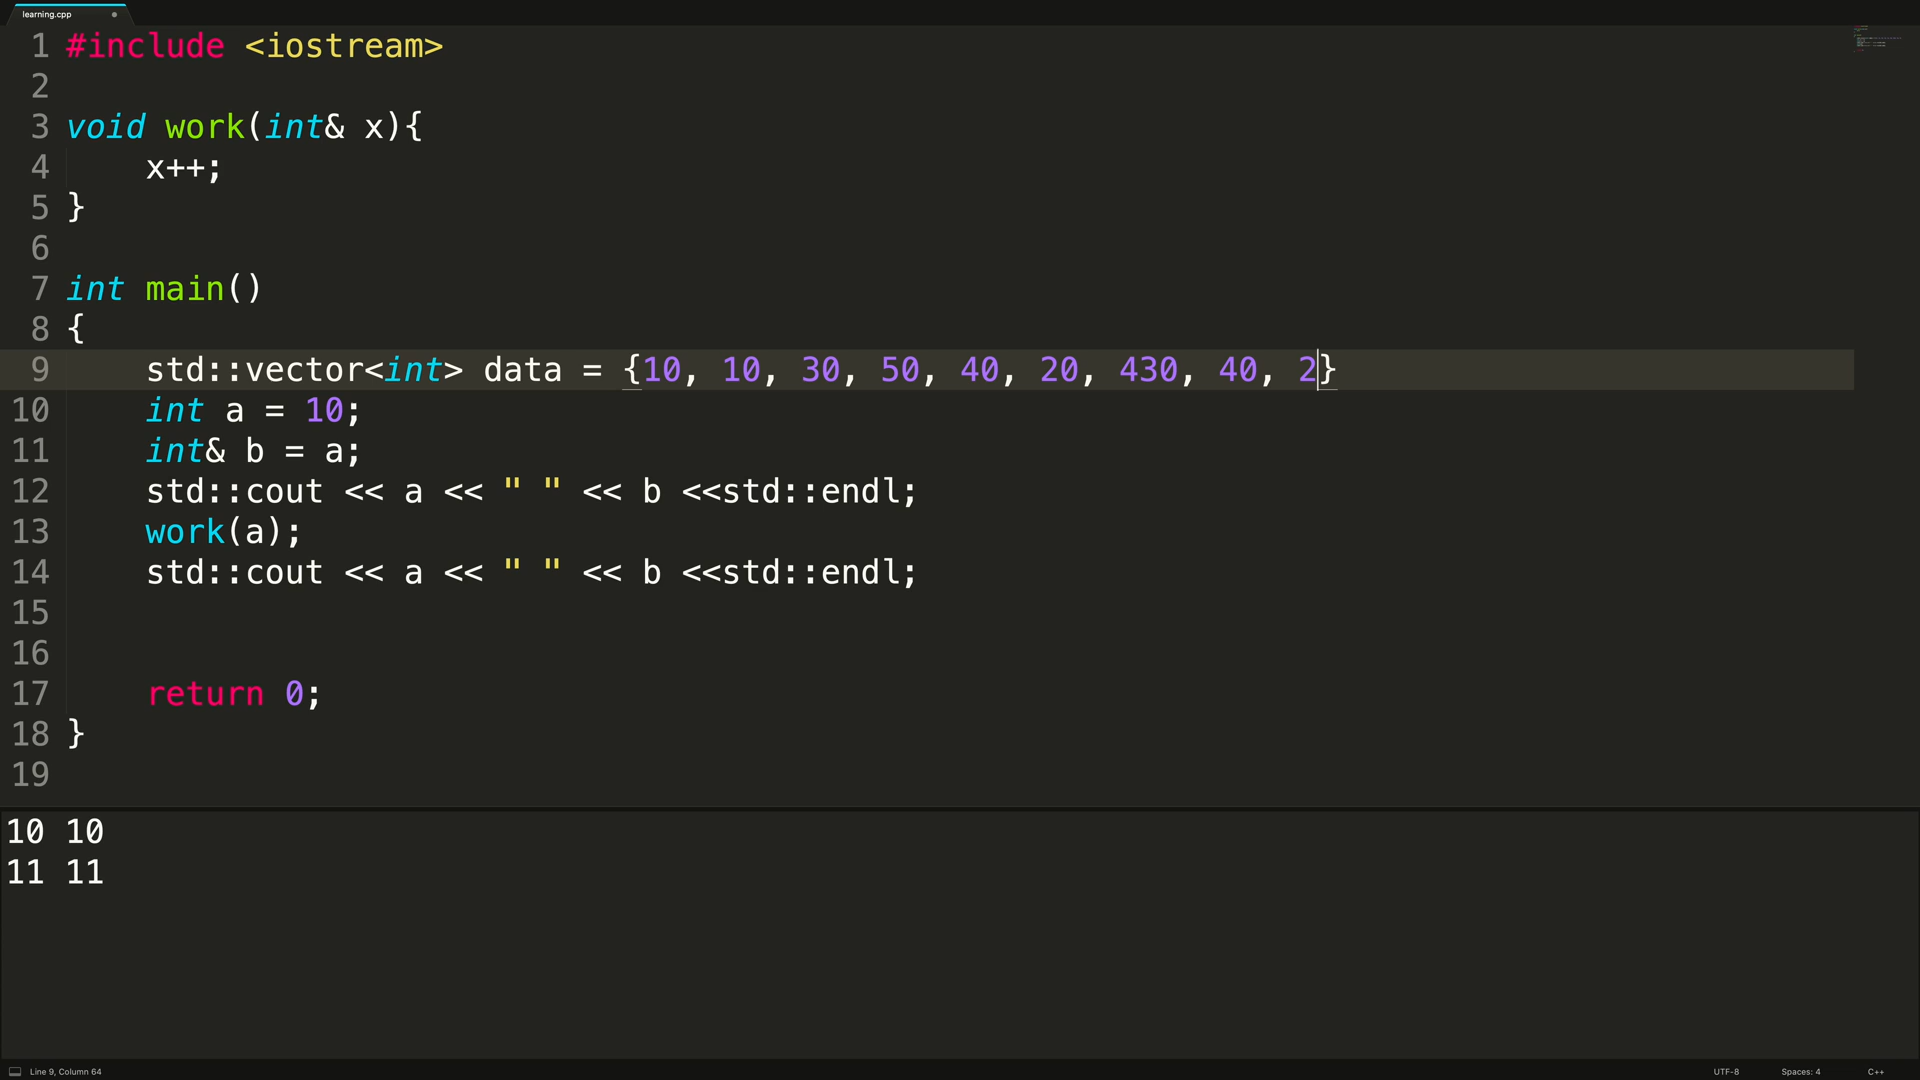 learning.cpp
1 #include <iostream>
2
3 void work(int& x){
4     x++;
5 }
6
7 int main()
8 {
9     std::vector<int> data = {10, 10, 30, 50, 40, 20, 430, 40, 2}
10     int a = 10;
11     int& b = a;
12     std::cout << a << " " << b <<std::endl;
13     work(a);
14     std::cout << a << " " << b <<std::endl;
15
16
17     return 0;
18 }
19
10 10
11 11
Line 9, Column 64
UTF-8
Spaces: 4
C++